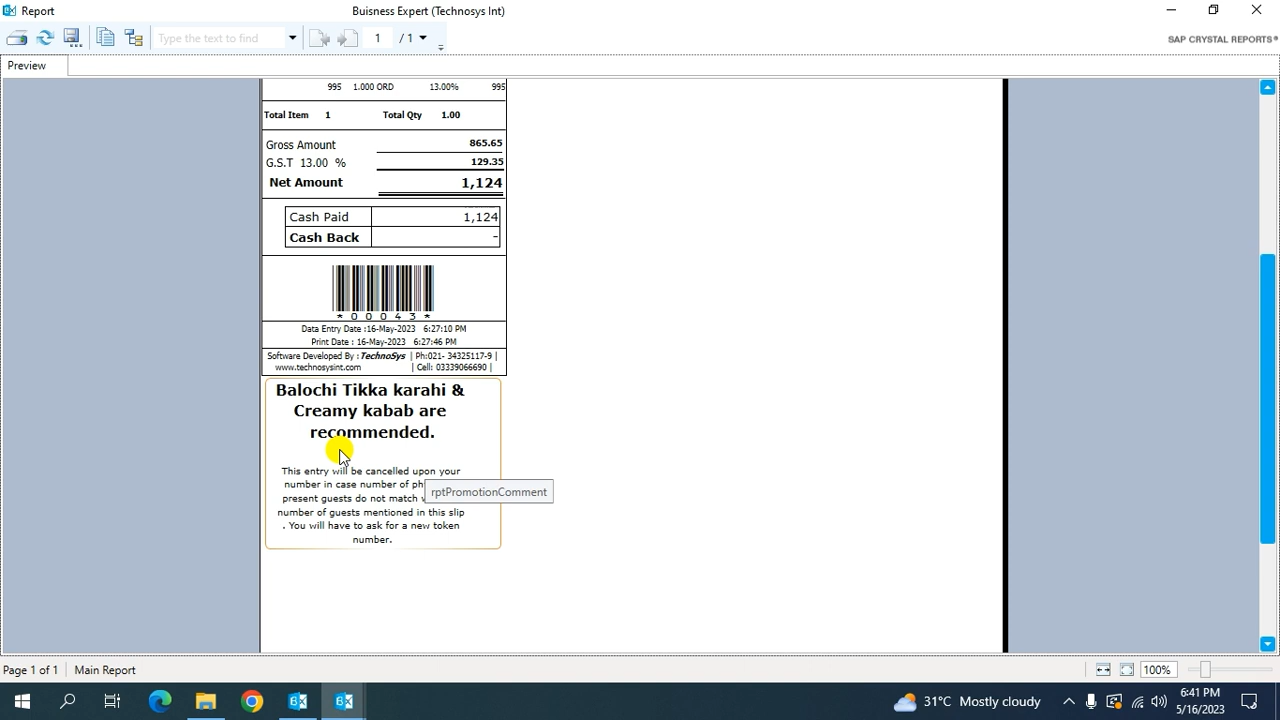 Report
Buisness Expert (Technosys Int)
Type the text to find
1 / 1
SAP CRYSTAL REPORTS®
Preview
995 1.000 ORD 13.00% 995
Total Item 1 Total Qty 1.00
Gross Amount 865.65
G.S.T 13.00 % 129.35
Net Amount 1,124
Cash Paid 1,124
Cash Back -
* 0 0 0 4 3 *
Data Entry Date :16-May-2023 6:27:10 PM
Print Date : 16-May-2023 6:27:46 PM
Software Developed By : TechnoSys | Ph:021- 34325117-9 |
www.technosysint.com | Cell: 03339066690 |
Balochi Tikka karahi &
Creamy kabab are
recommended.
This entry will be cancelled upon your
number in case number of
rptPromotionComment
present guests do not match
number of guests mentioned in this slip
. You will have to ask for a new token
number.
Page 1 of 1 Main Report
100%
31°C Mostly cloudy
6:41 PM
5/16/2023